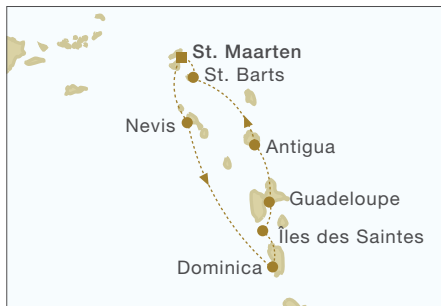 St. Maarten
St. Barts
Nevis
Antigua
Guadeloupe
Îles des Saintes
Dominica